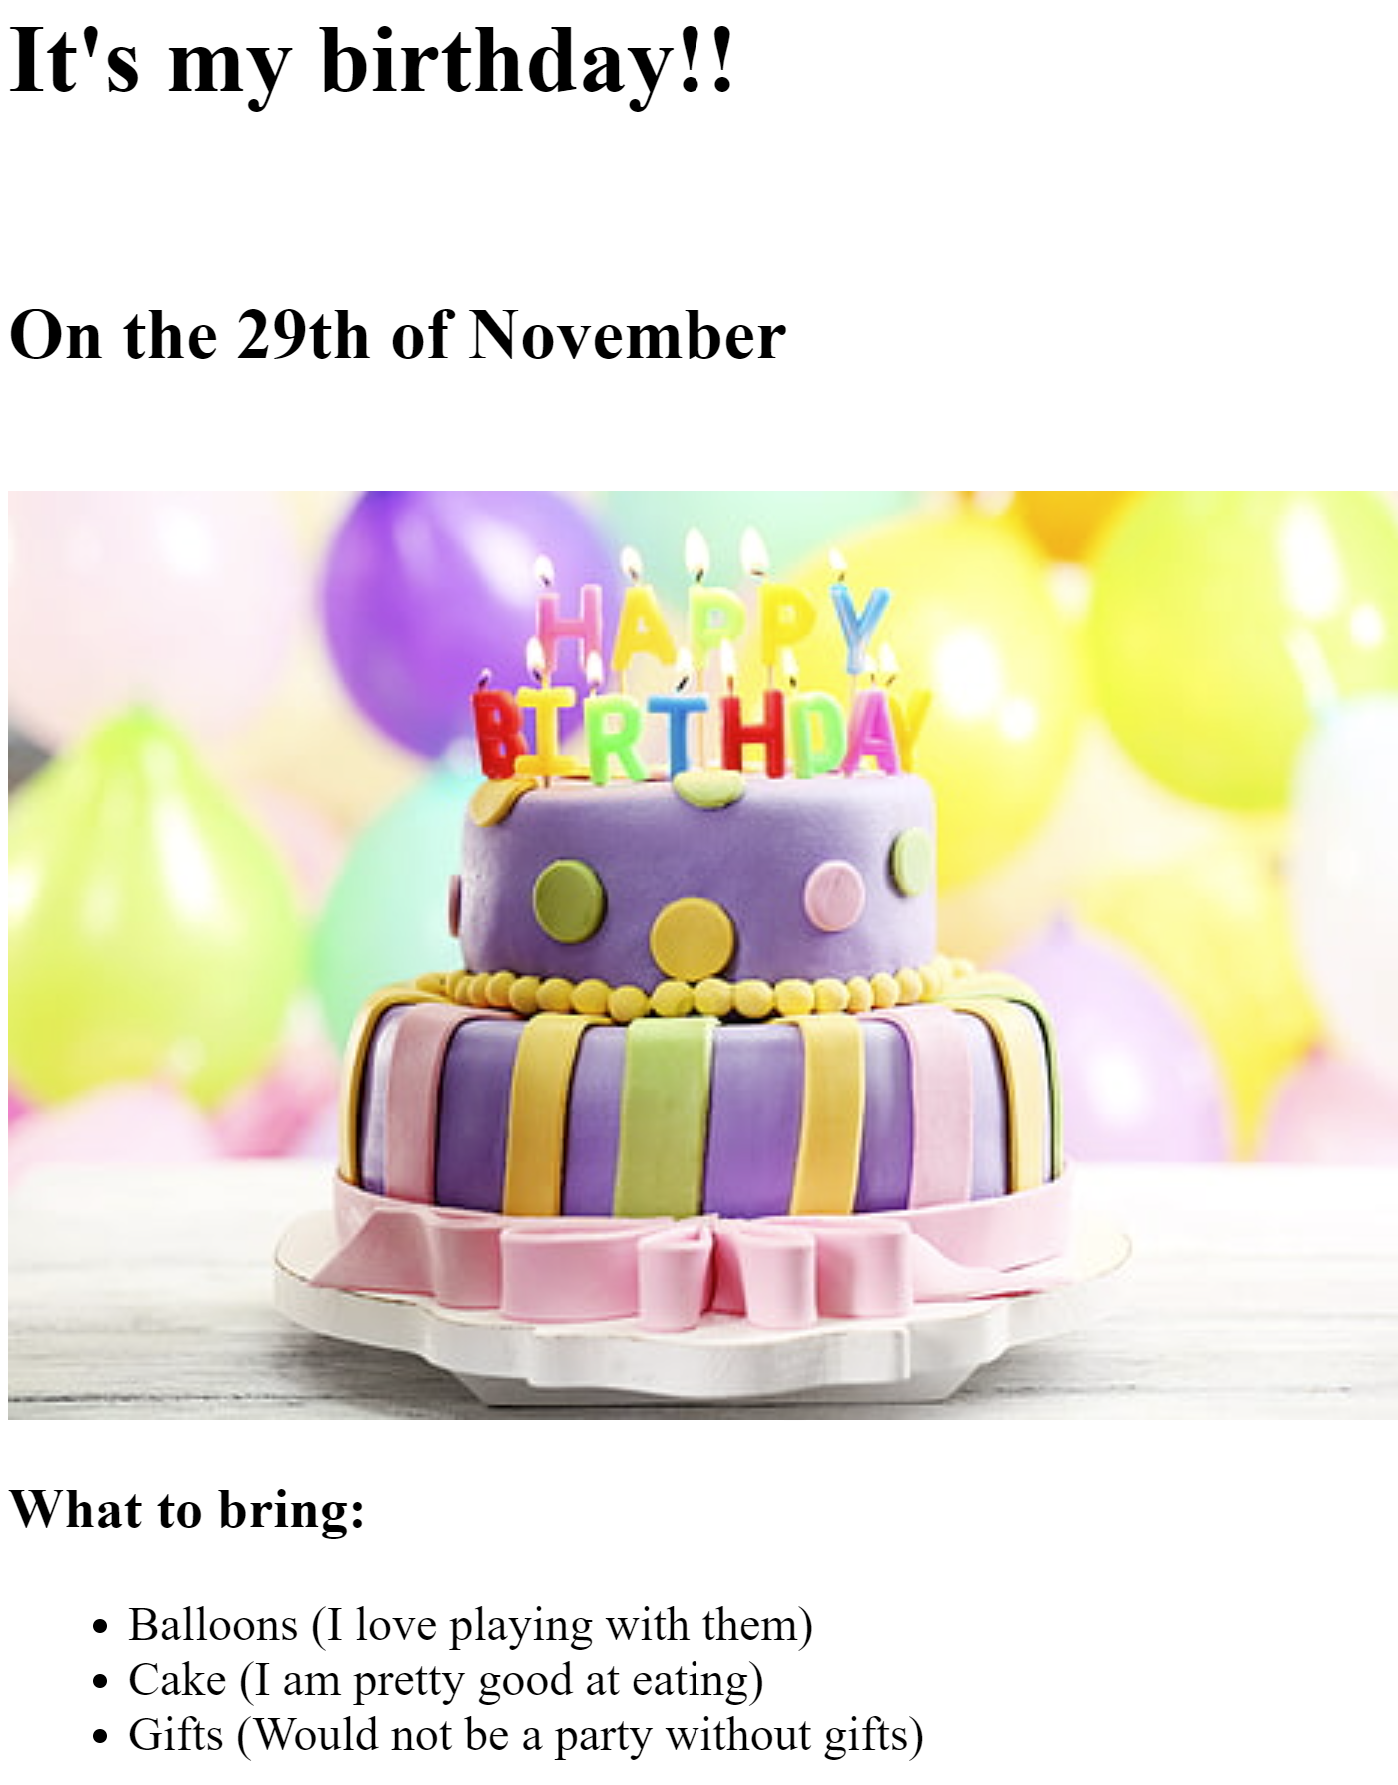 It's my birthday!!
On the 29th of November
HAPPY
BIRTHDAY
What to bring:
Balloons (I love playing with them)
Cake (I am pretty good at eating)
Gifts (Would not be a party without gifts)